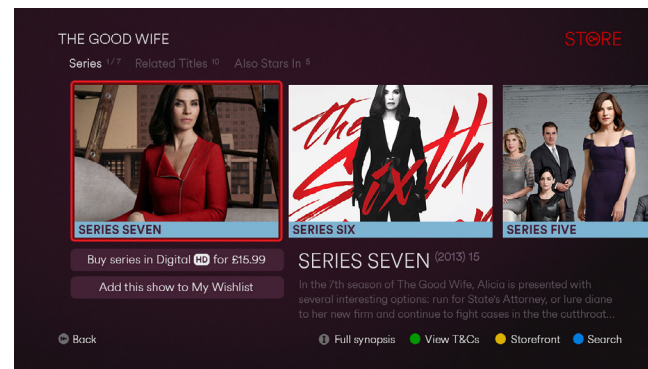 THE GOOD WIFE
STORE
Series 1/7 Related Titles 10 Also Stars In 5
The
Sixth
SERIES SEVEN
SERIES SIX
SERIES FIVE
Buy series in Digital HD for £15.99
Add this show to My Wishlist
SERIES SEVEN (2013) 15
In the 7th season of The Good Wife, Alicia is presented with
several interesting options: run for State's Attorney, or lure diane
to her new firm and continue to fight cases in the the cutthroat...
Back
Full synopsis View T&Cs Storefront Search